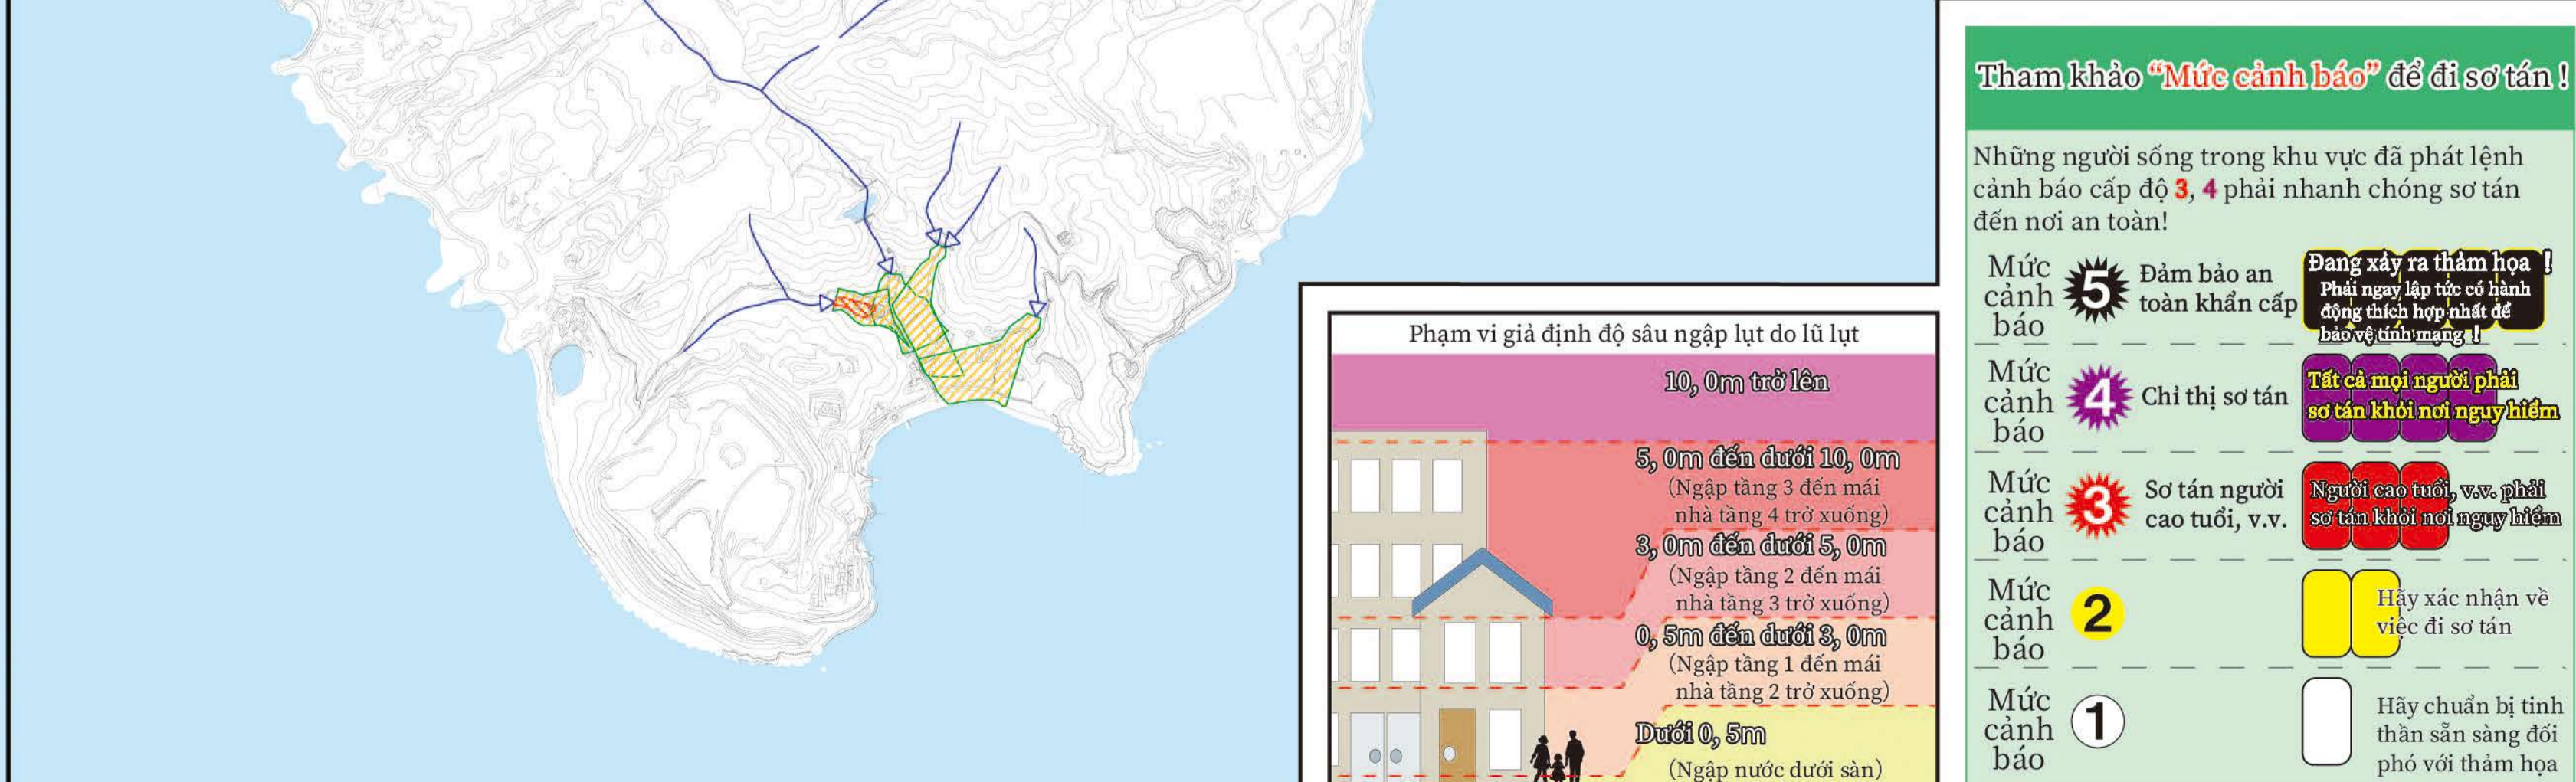 Phạm vi giả định độ sâu ngập lụt do lũ lụt
10, 0m trở lên
5, 0m đến dưới 10, 0m
(Ngập tầng 3 đến mái
nhà tầng 4 trở xuống)
3, 0m đến dưới 5, 0m
(Ngập tầng 2 đến mái
nhà tầng 3 trở xuống)
0, 5m đến dưới 3, 0m
(Ngập tầng 1 đến mái
nhà tầng 2 trở xuống)
Dưới 0, 5m
(Ngập nước dưới sàn)
Tham khảo “Mức cảnh báo” để đi sơ tán !
Những người sống trong khu vực đã phát lệnh
cảnh báo cấp độ 3, 4 phải nhanh chóng sơ tán
đến nơi an toàn!
Mức
cảnh
báo
5
Đảm bảo an
toàn khẩn cấp
Đang xảy ra thảm họa !
Phải ngay lập tức có hành
động thích hợp nhất để
bảo vệ tính mạng !
Mức
cảnh
báo
4
Chỉ thị sơ tán
Tất cả mọi người phải
sơ tán khỏi nơi nguy hiểm
Mức
cảnh
báo
3
Sơ tán người
cao tuổi, v.v.
Người cao tuổi, v.v. phải
sơ tán khỏi nơi nguy hiểm
Mức
cảnh
báo
2
Hãy xác nhận về
việc đi sơ tán
Mức
cảnh
báo
1
Hãy chuẩn bị tinh
thần sẵn sàng đối
phó với thảm họa